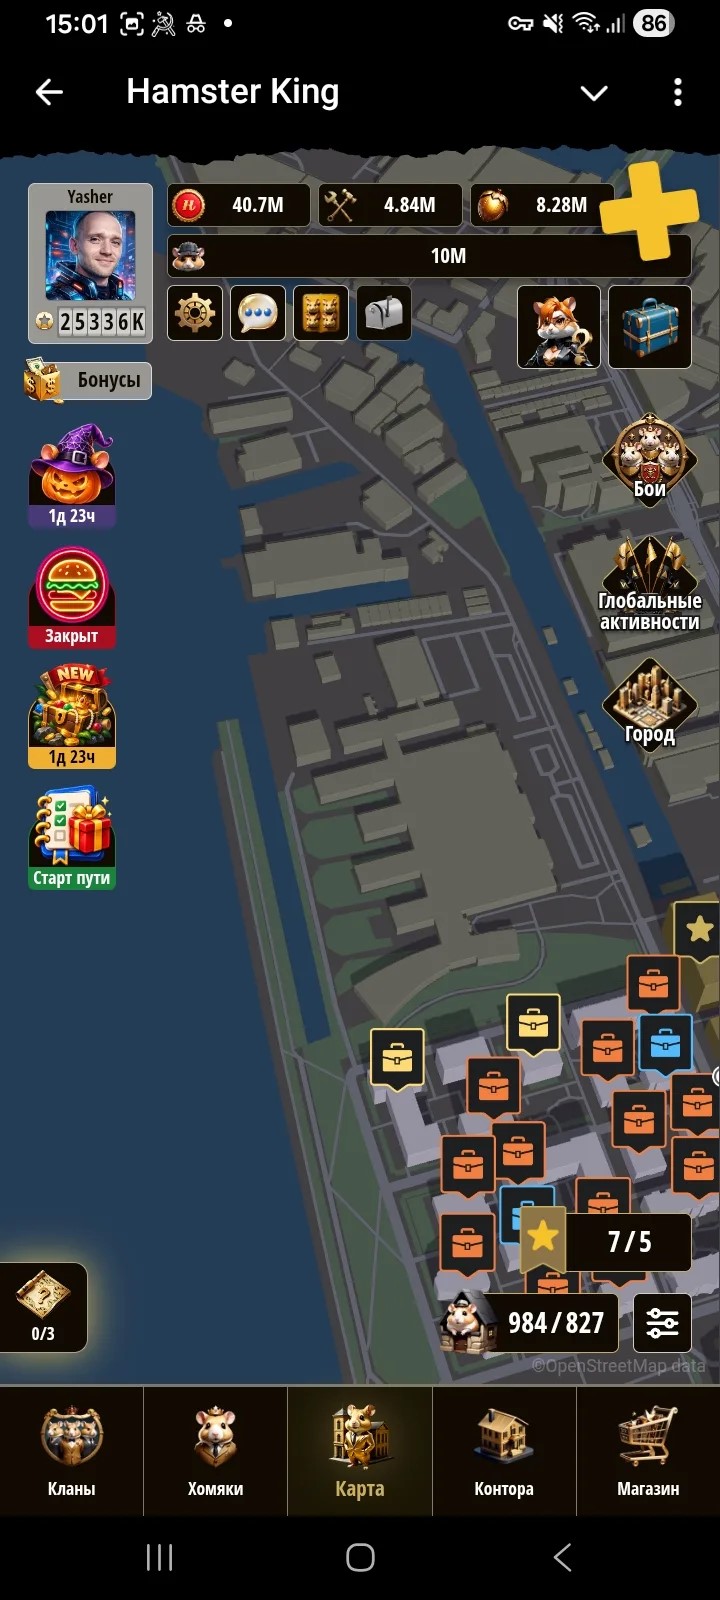 15:01
86
Hamster King
Yasher
40.7M
4.84M
8.28M
10M
25336K
Бонусы
1д 23ч
Бои
Закрыт
Глобальные
активности
NEW
1д 23ч
Город
Старт пути
7/5
0/3
984/827
©OpenStreetMap data
Кланы
Хомяки
Карта
Контора
Магазин